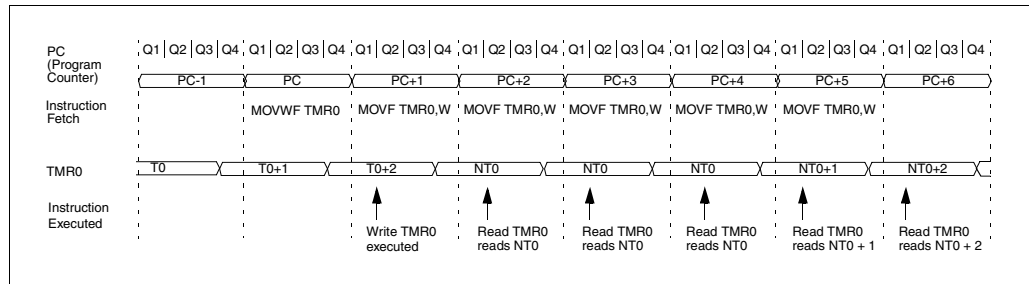 PC
(Program
Counter)
Q1 Q2 Q3 Q4 Q1 Q2 Q3 Q4 Q1 Q2 Q3 Q4 Q1 Q2 Q3 Q4 Q1 Q2 Q3 Q4 Q1 Q2 Q3 Q4 Q1 Q2 Q3 Q4 Q1 Q2 Q3 Q4
PC-1 PC PC+1 PC+2 PC+3 PC+4 PC+5 PC+6
Instruction
Fetch
MOVWF TMR0 MOVF TMR0,W MOVF TMR0,W MOVF TMR0,W MOVF TMR0,W MOVF TMR0,W
TMR0
T0 T0+1 T0+2 NT0 NT0 NT0 NT0+1 NT0+2
Instruction
Executed
Write TMR0
executed
Read TMR0
reads NT0
Read TMR0
reads NT0
Read TMR0
reads NT0
Read TMR0
reads NT0 + 1
Read TMR0
reads NT0 + 2